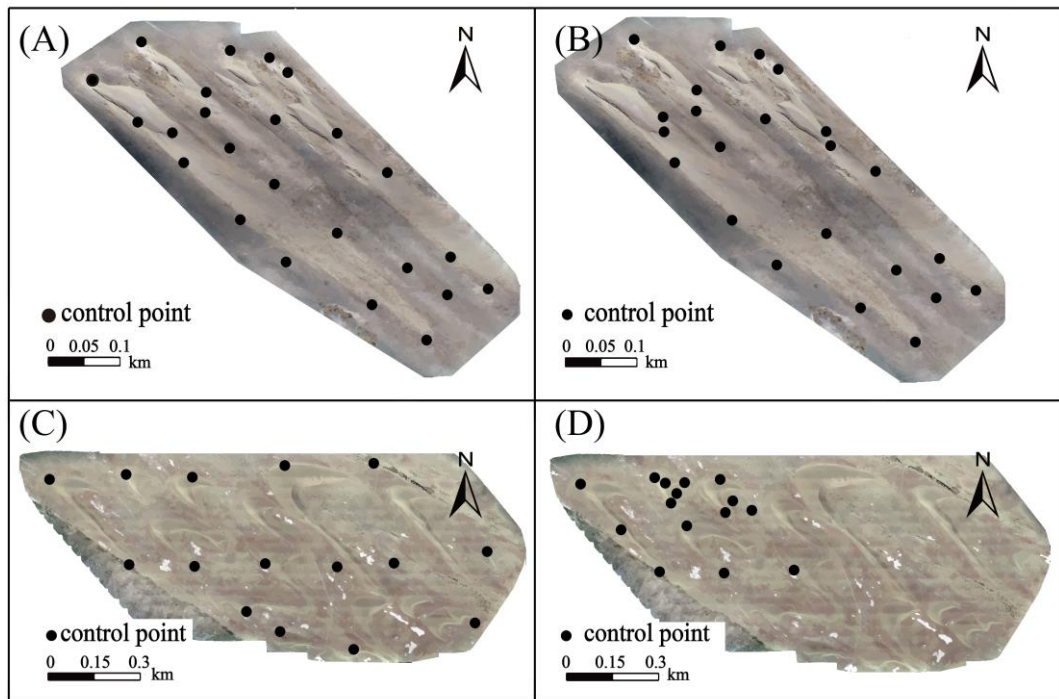 (A)
N
control point
0 0.05 0.1
km
(B)
N
control point
0 0.05 0.1
km
(C)
N
control point
0 0.15 0.3
km
(D)
N
control point
0 0.15 0.3
km